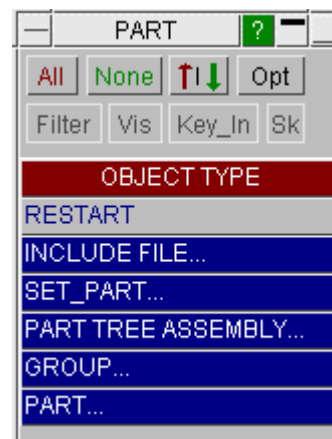 PART ?
All None Opt
Filter Vis Key_In Sk
OBJECT TYPE
RESTART
INCLUDE FILE...
SET_PART...
PART TREE ASSEMBLY...
GROUP...
PART...